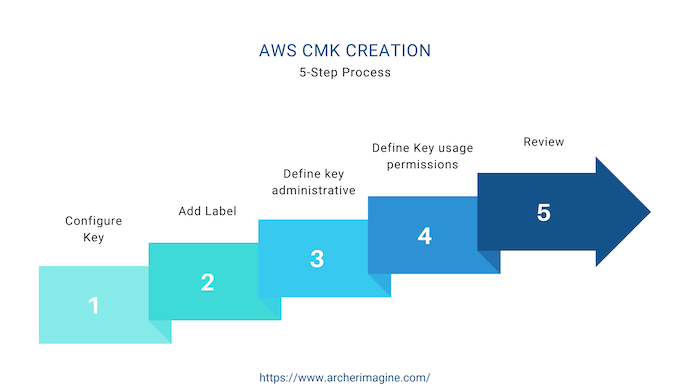 AWS CMK CREATION
5-Step Process
Configure
Key
1
Add Label
2
Define key
administrative
3
Define Key usage
permissions
4
Review
5
https://www.archerimagine.com/